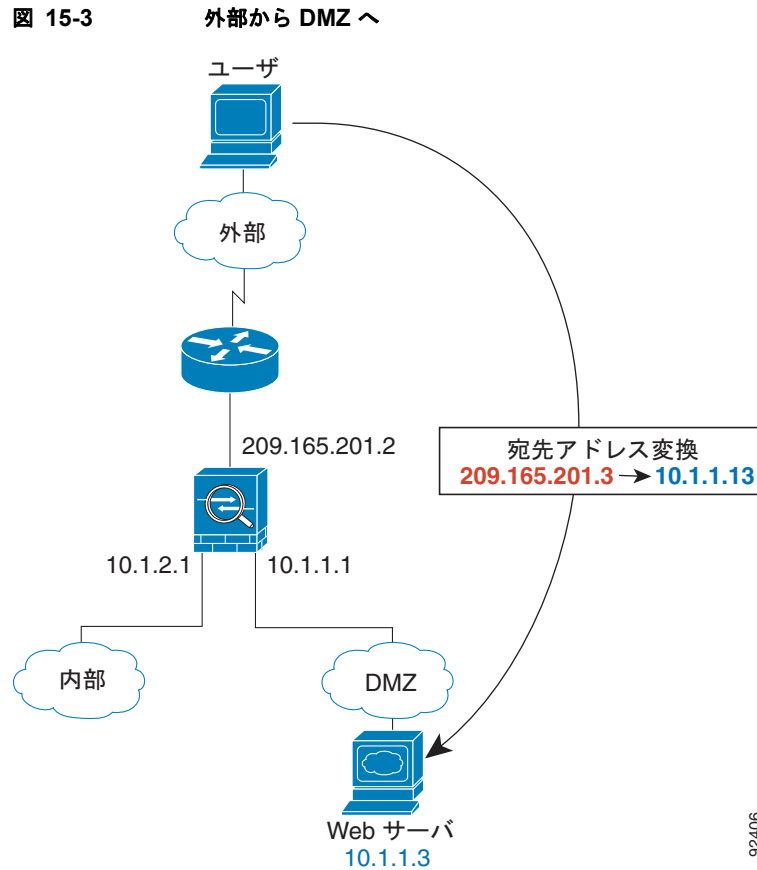 図 15-3 外部から DMZ へ
ユーザ
外部
209.165.201.2
宛先アドレス変換
209.165.201.3 → 10.1.1.13
10.1.2.1 10.1.1.1
内部 DMZ
Web サーバ
10.1.1.3
92406